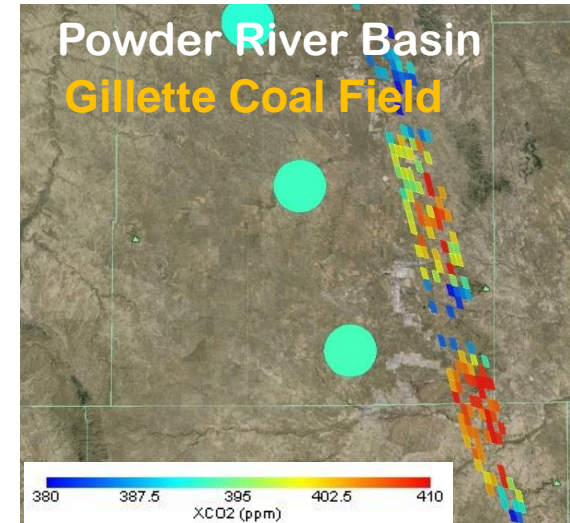 Powder River Basin
Gillette Coal Field
380 387.5 395 402.5 410
XCO2 (ppm)